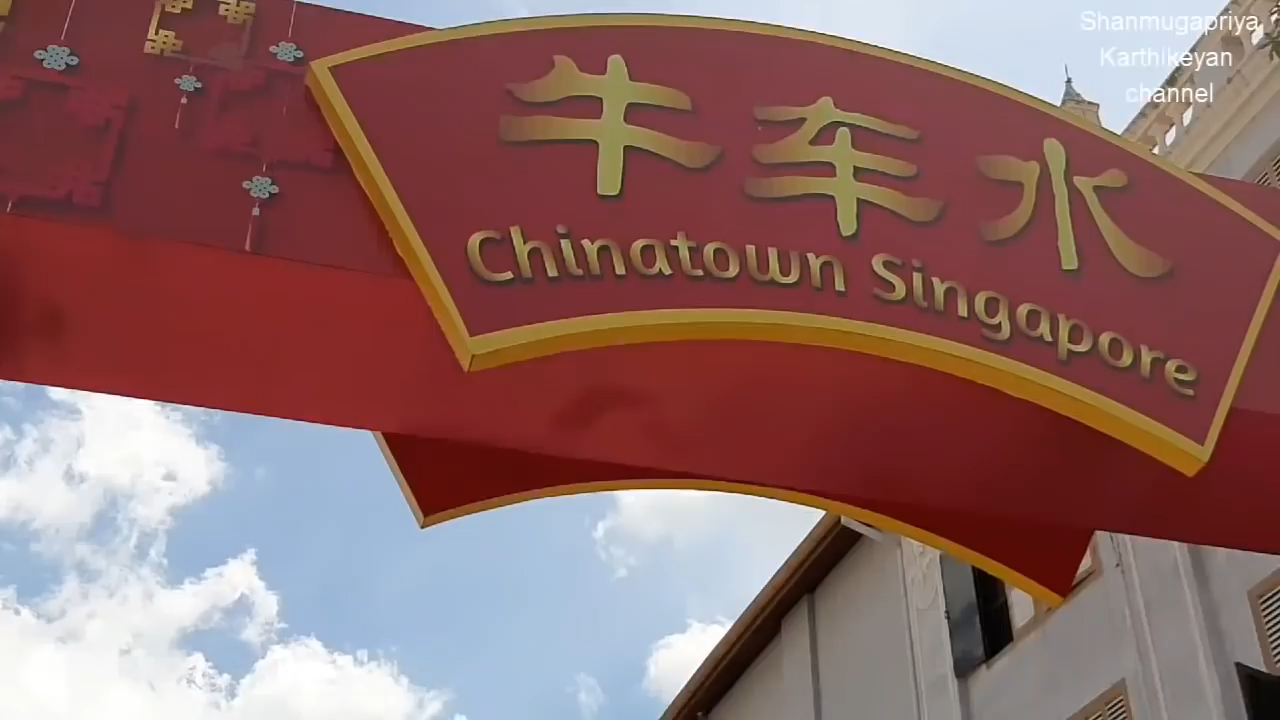 Shanmugapriya
Karthikeyan
channel
牛车水
Chinatown Singapore